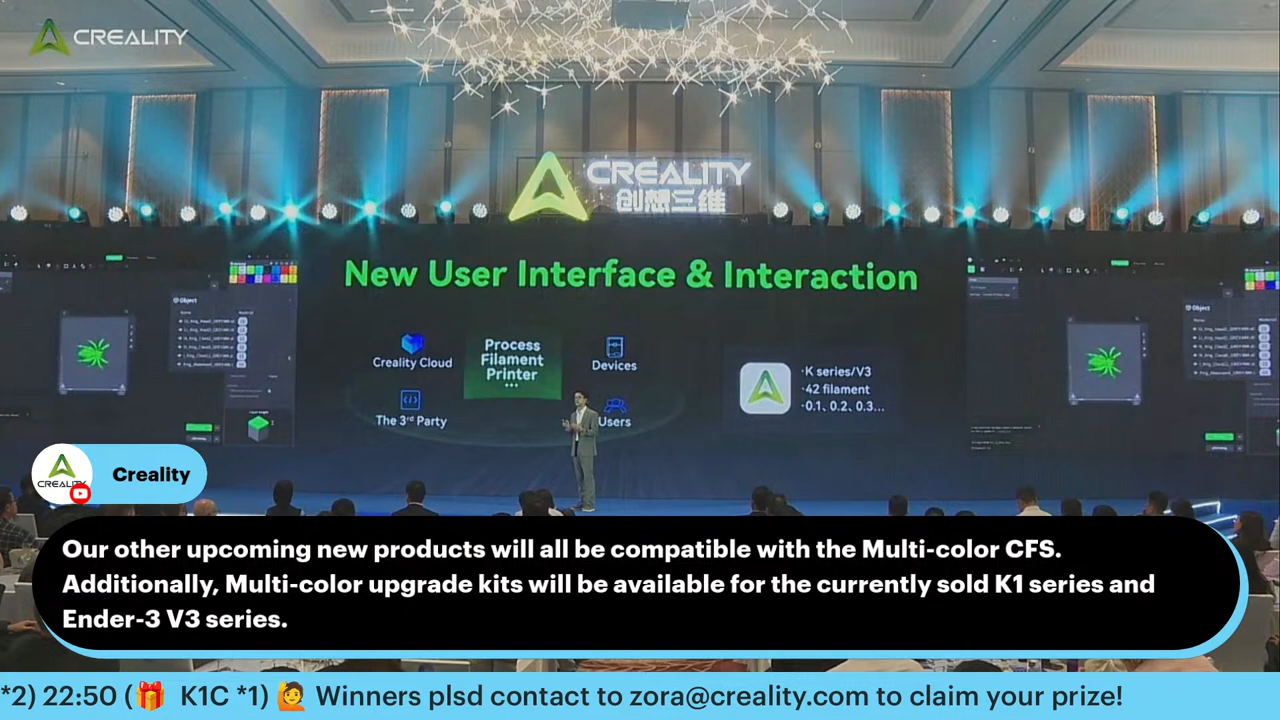 CREALITY
CREALITY
创想三维
New User Interface & Interaction
Object
Object
Creality Cloud
Process
Filament
Printer
Devices
The 3rd Party
Users
·K series/V3
·42 filament
·0.1、0.2、0.3...
CREALITY
Creality
Our other upcoming new products will all be compatible with the Multi-color CFS.
Additionally, Multi-color upgrade kits will be available for the currently sold K1 series and
Ender-3 V3 series.
*2) 22:50 (🎁 K1C *1) 🙋 Winners plsd contact to zora@creality.com to claim your prize!